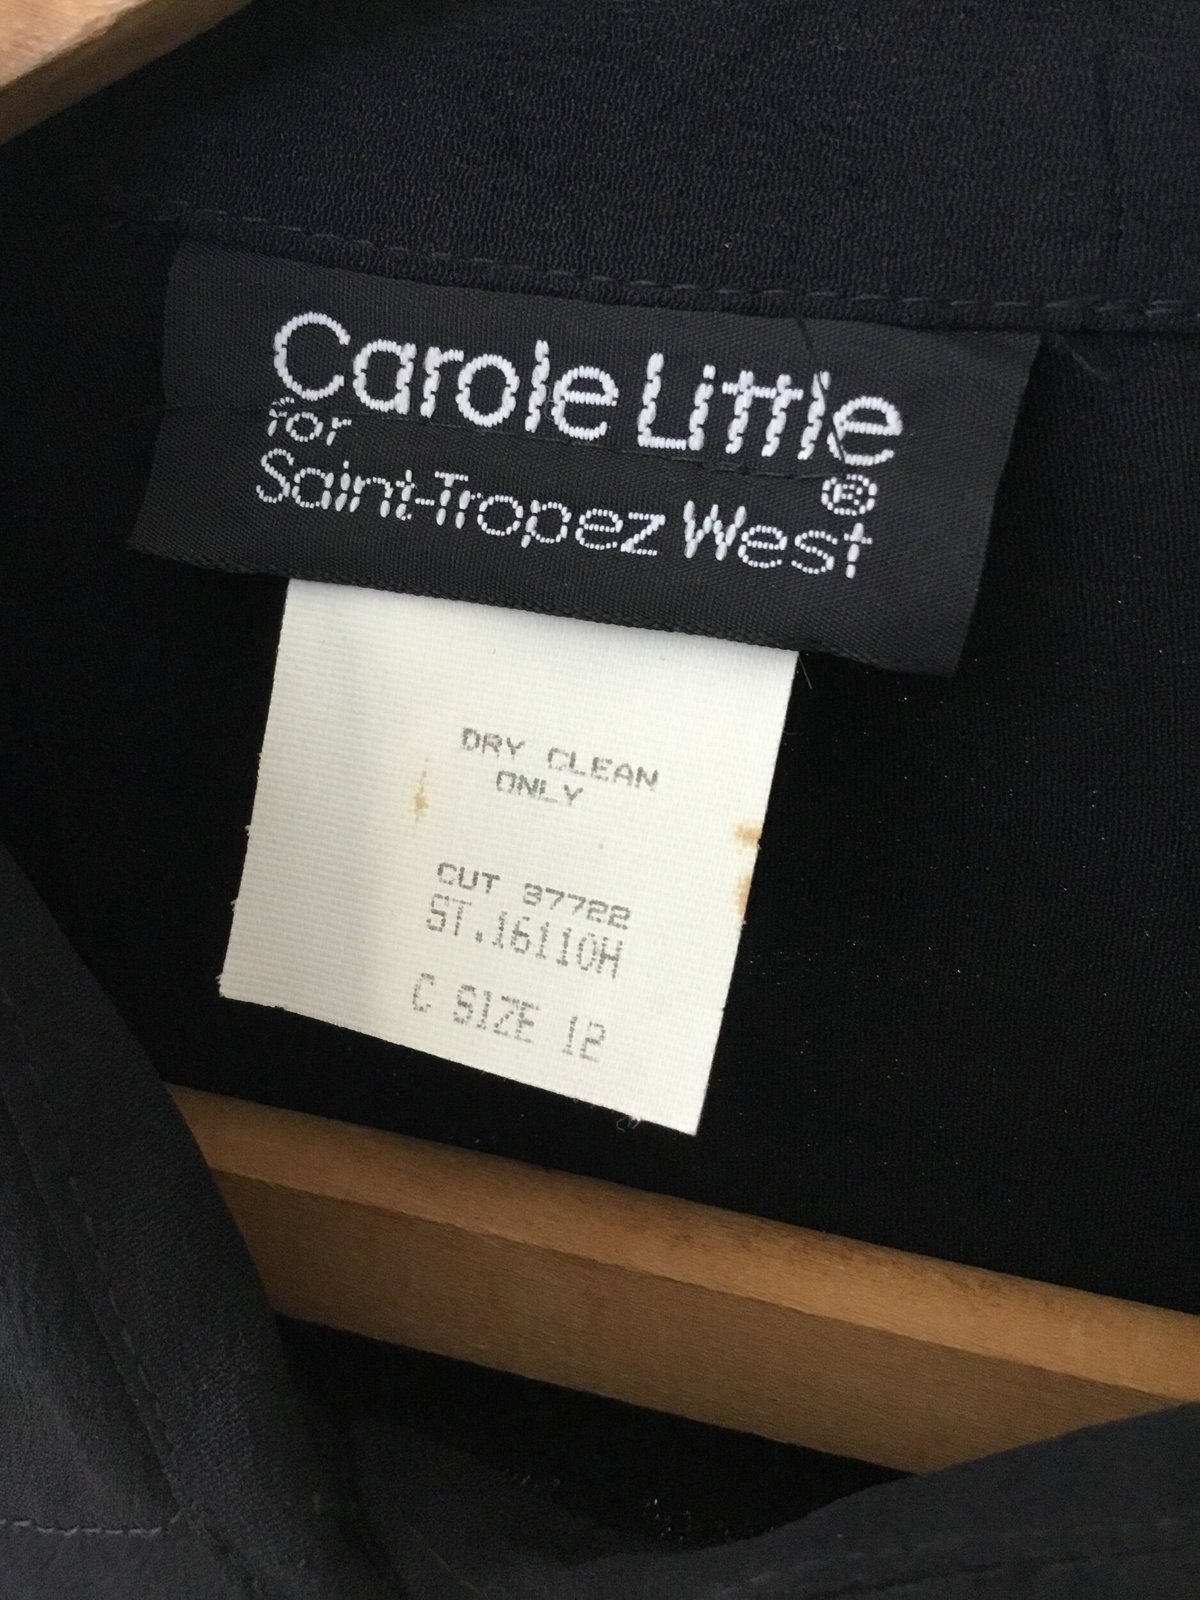 Carole Little
for
®
Saint-Tropez West
DRY CLEAN
ONLY
CUT 37722
ST.16110H
C SIZE 12